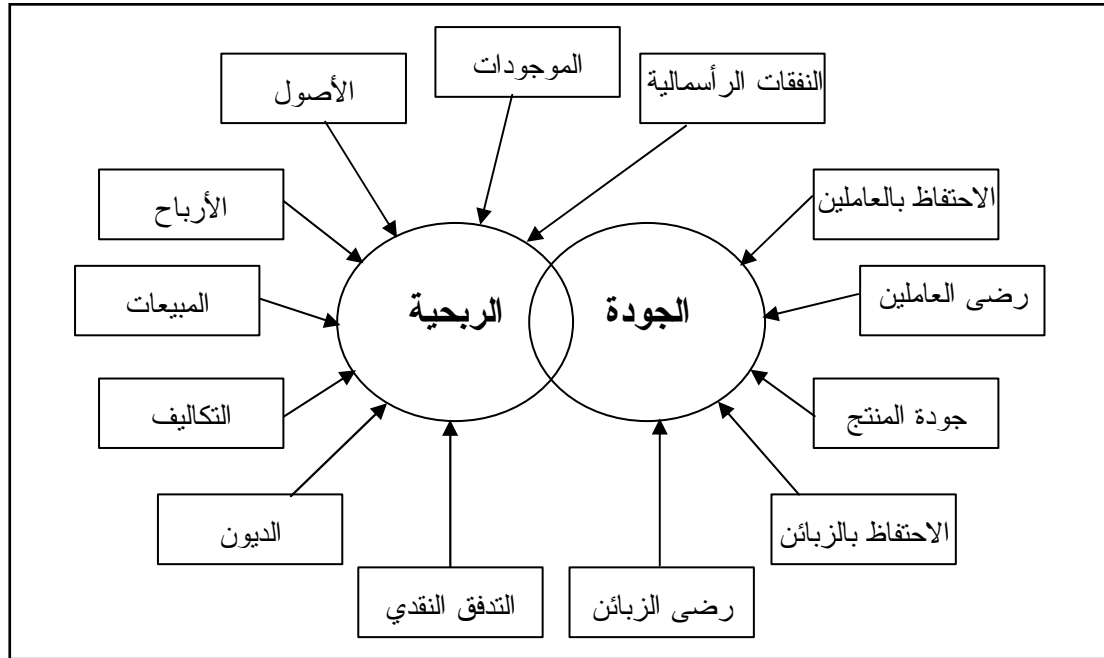 النفقات الرأسمالية
الموجودات
الأصول
الاحتفاظ بالعاملين
الأرباح
رضى العاملين
المبيعات
الجودة
الربحية
جودة المنتج
التكاليف
الاحتفاظ بالزبائن
الديون
رضى الزبائن
التدفق النقدي